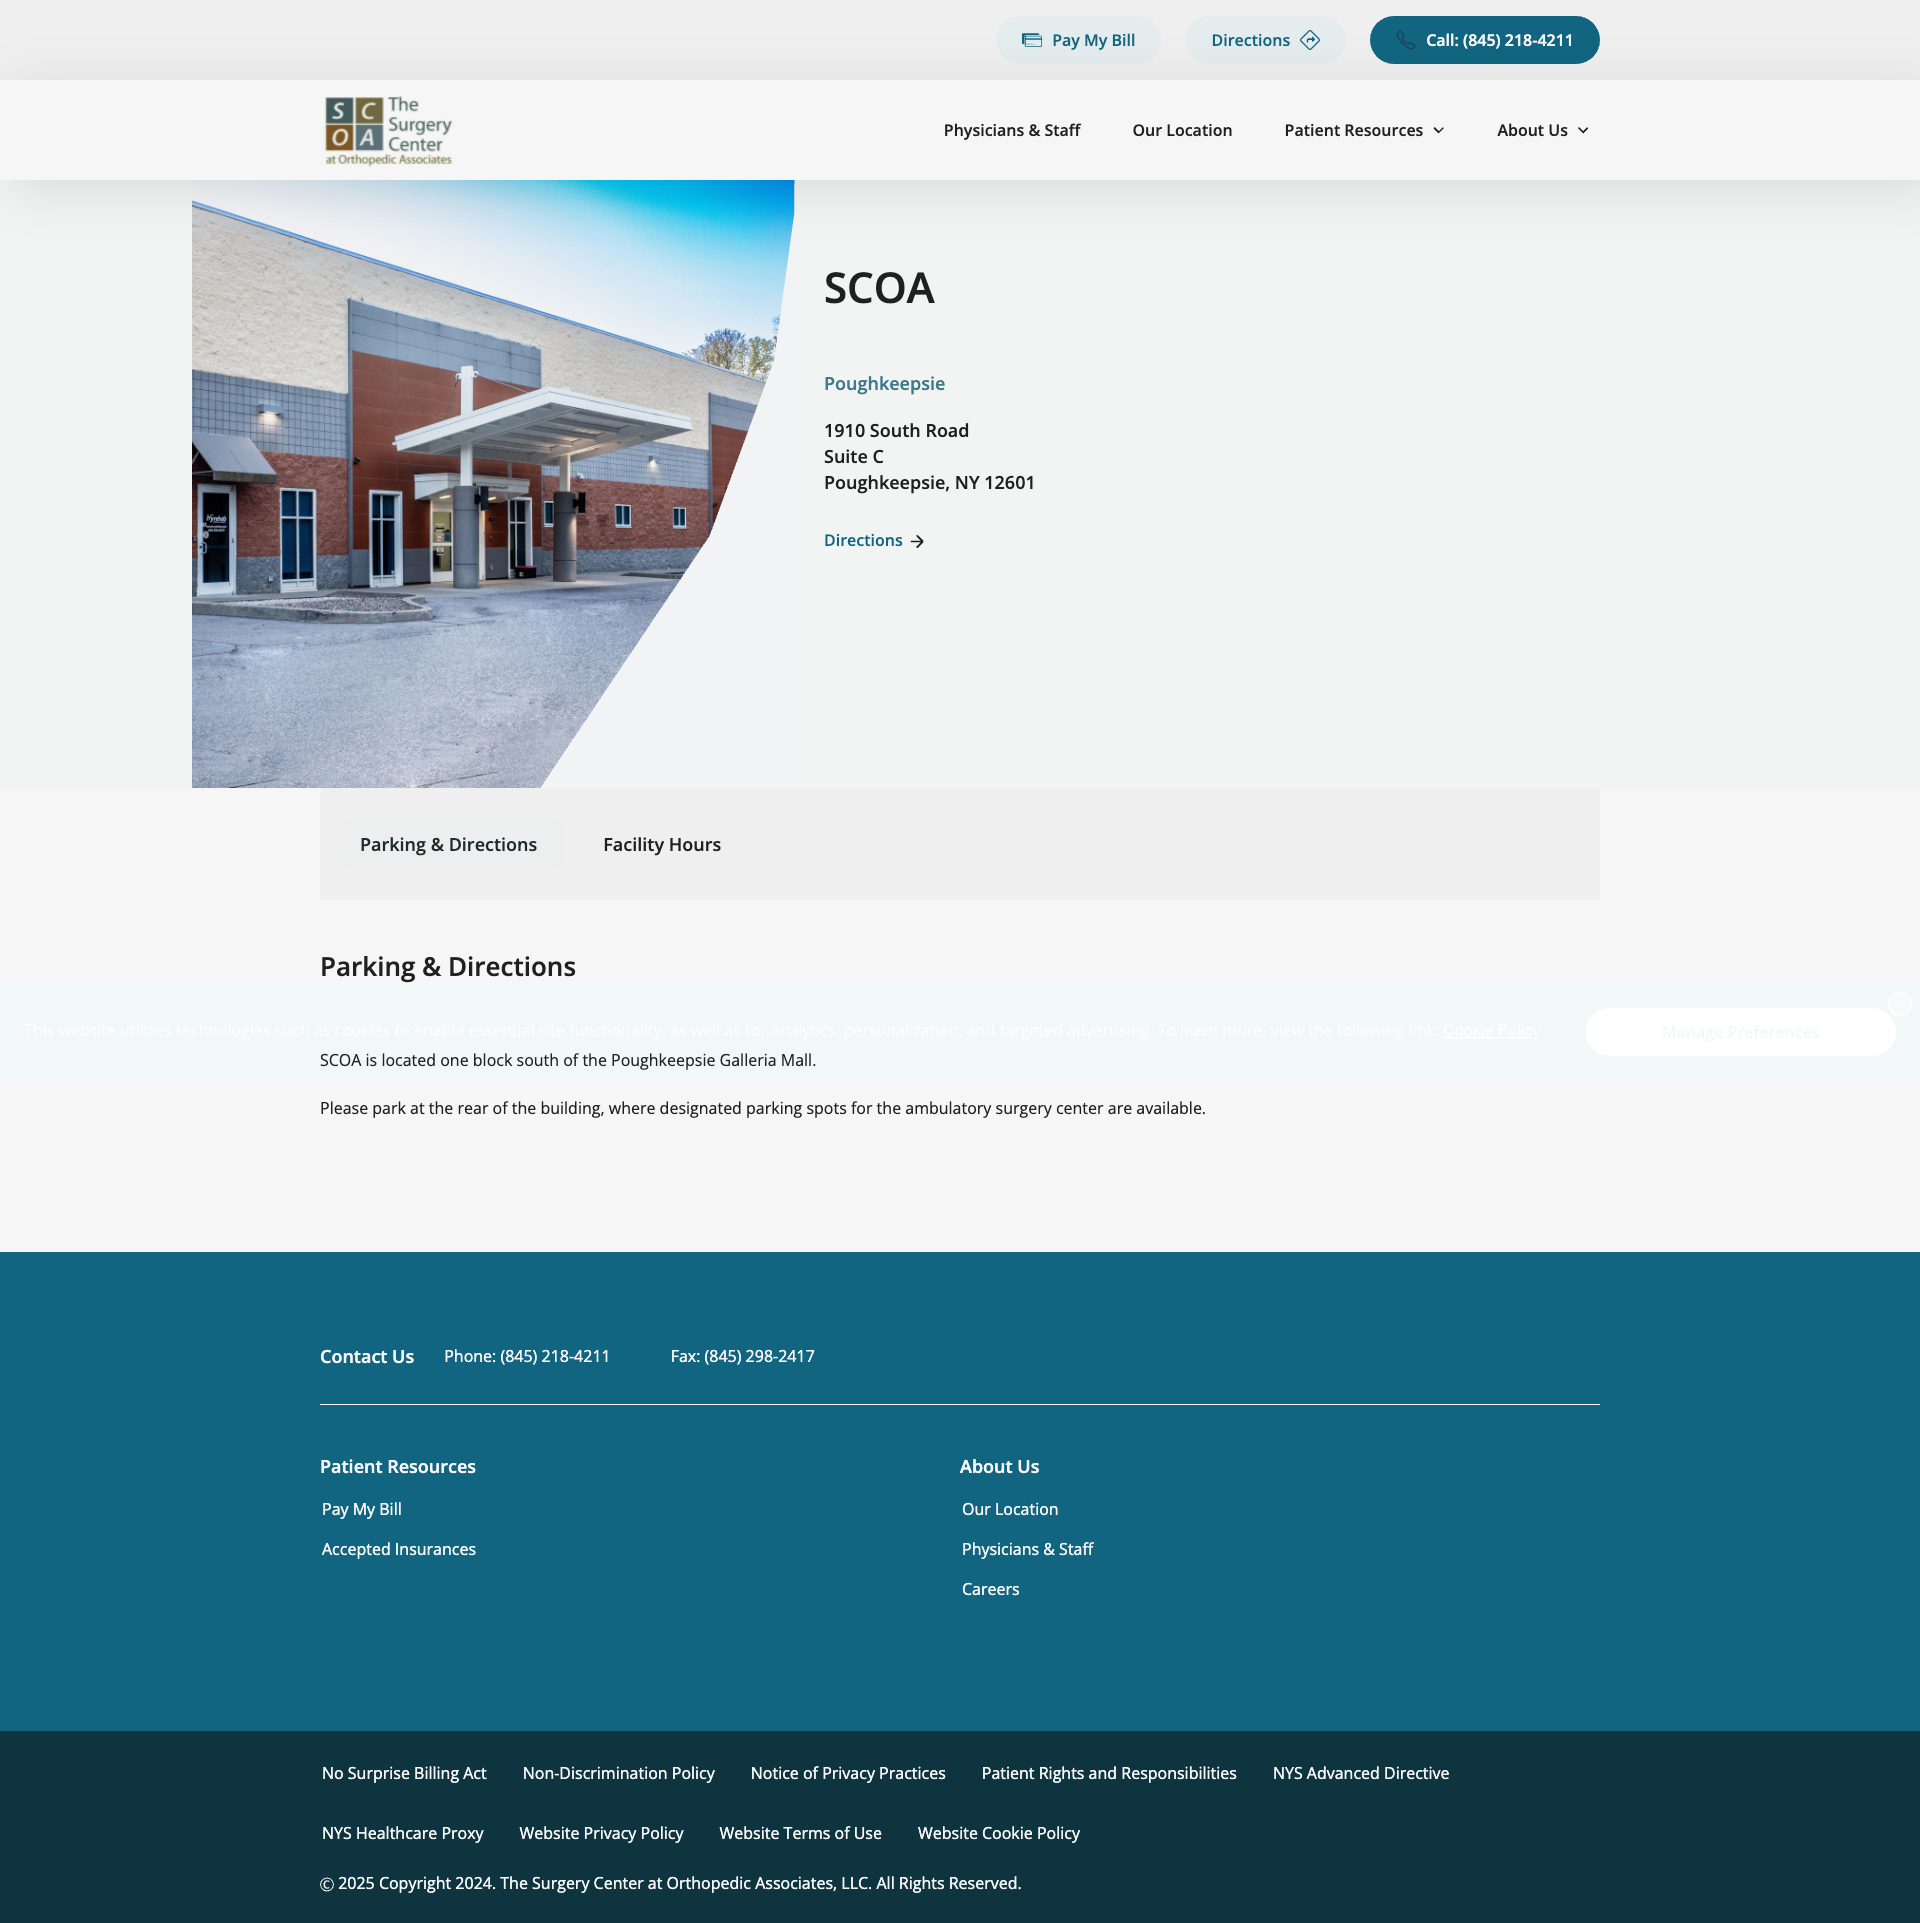 Pay My Bill
Directions
Call: (845) 218-4211
S C O A
The Surgery Center
at Orthopedic Associates
Physicians & Staff
Our Location
Patient Resources
About Us
SCOA
Poughkeepsie
1910 South Road
Suite C
Poughkeepsie, NY 12601
Directions
Parking & Directions
Facility Hours
Parking & Directions
This website utilizes technologies such as cookies to enable essential site functionality, as well as for analytics, personalization, and targeted advertising. To learn more, view the following link: Cookie Policy
Manage Preferences
SCOA is located one block south of the Poughkeepsie Galleria Mall.
Please park at the rear of the building, where designated parking spots for the ambulatory surgery center are available.
Contact Us
Phone: (845) 218-4211
Fax: (845) 298-2417
Patient Resources
Pay My Bill
Accepted Insurances
About Us
Our Location
Physicians & Staff
Careers
No Surprise Billing Act
Non-Discrimination Policy
Notice of Privacy Practices
Patient Rights and Responsibilities
NYS Advanced Directive
NYS Healthcare Proxy
Website Privacy Policy
Website Terms of Use
Website Cookie Policy
© 2025 Copyright 2024. The Surgery Center at Orthopedic Associates, LLC. All Rights Reserved.